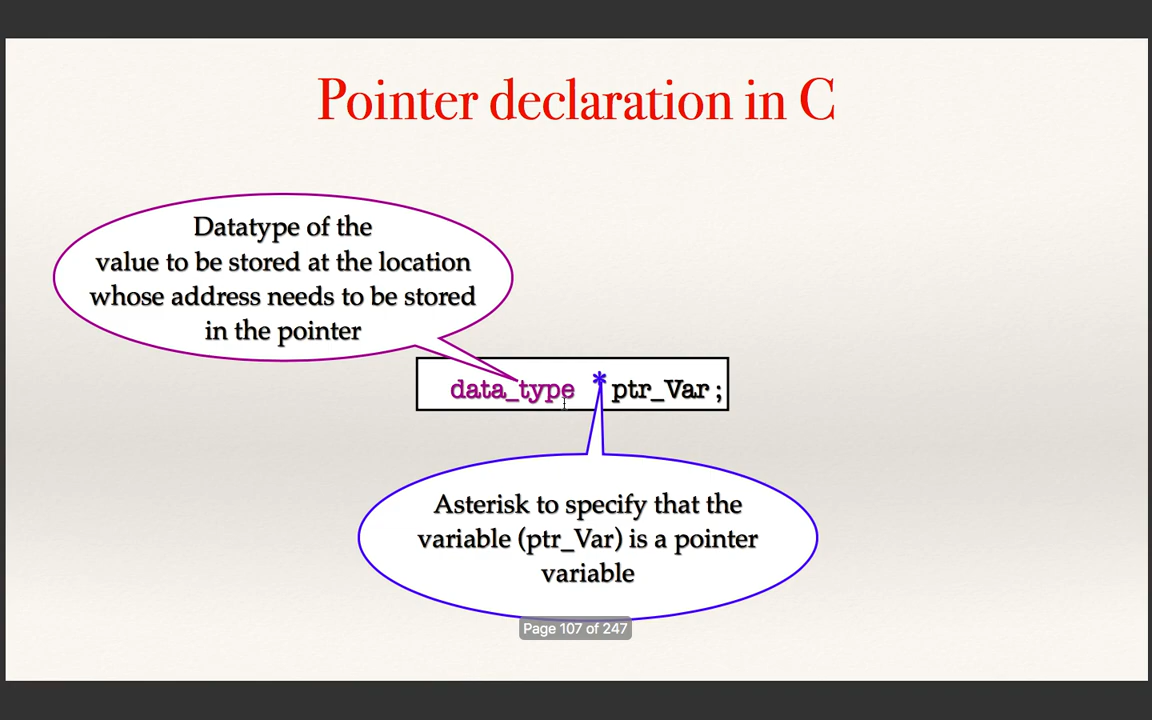 Pointer declaration in C
Datatype of the
value to be stored at the location
whose address needs to be stored
in the pointer
data_type * ptr_Var ;
Asterisk to specify that the
variable (ptr_Var) is a pointer
variable
Page 107 of 247